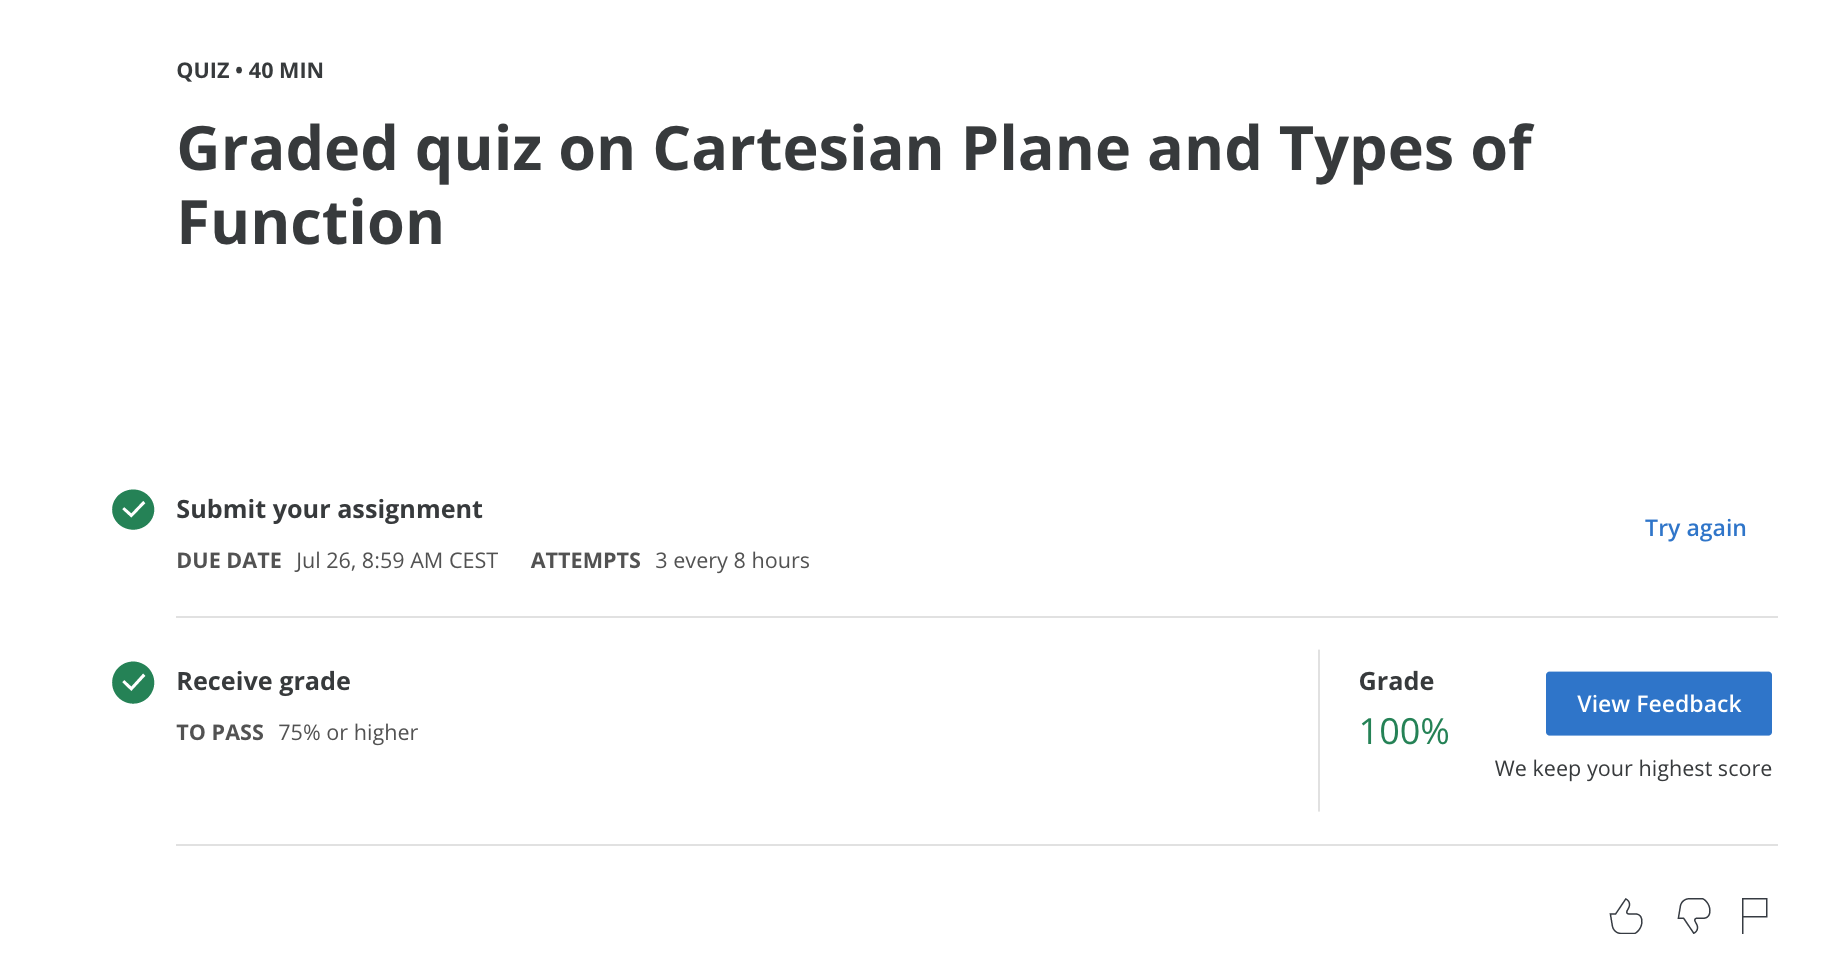 QUIZ • 40 MIN
Graded quiz on Cartesian Plane and Types of
Function
Submit your assignment
Try again
DUE DATE Jul 26, 8:59 AM CEST ATTEMPTS 3 every 8 hours
Receive grade
TO PASS 75% or higher
Grade
100%
View Feedback
We keep your highest score